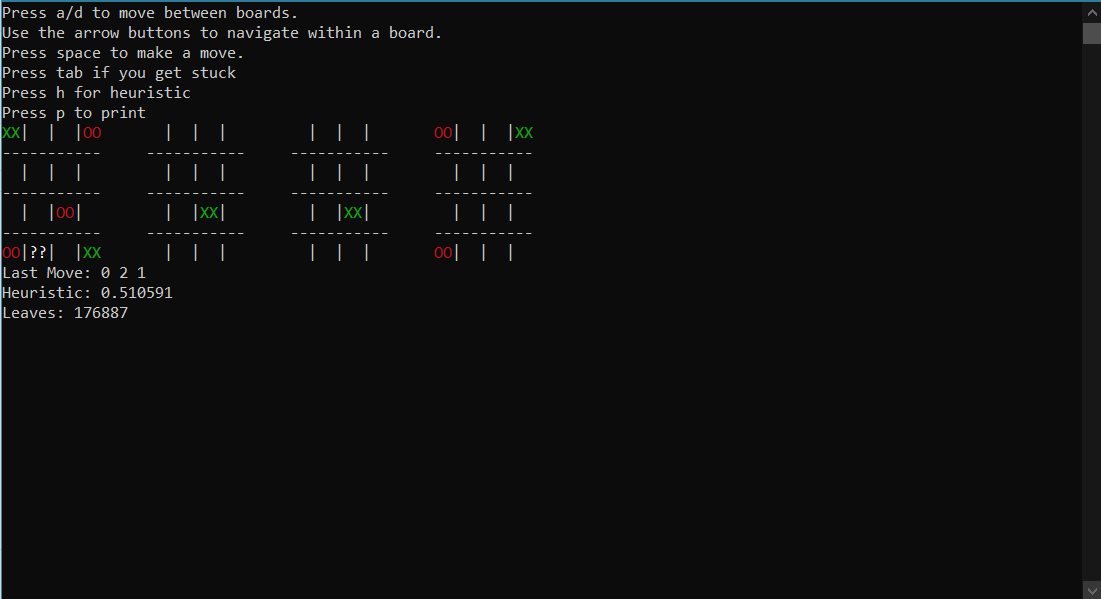 Press a/d to move between boards.
Use the arrow buttons to navigate within a board.
Press space to make a move.
Press tab if you get stuck
Press h for heuristic
Press p to print
XX|  |  |OO       |  |  |         |  |  |       OO|  |  |XX
-----------     -----------     -----------     -----------
  |  |  |         |  |  |         |  |  |         |  |  |
-----------     -----------     -----------     -----------
  |  |OO|         |  |XX|         |  |XX|         |  |  |
-----------     -----------     -----------     -----------
OO|??|  |XX       |  |  |         |  |  |       OO|  |  |
Last Move: 0 2 1
Heuristic: 0.510591
Leaves: 176887